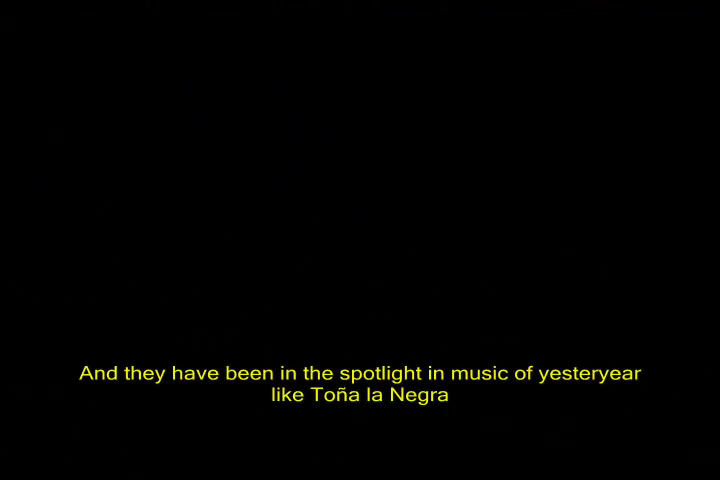 And they have been in the spotlight in music of yesteryear
like Toña la Negra